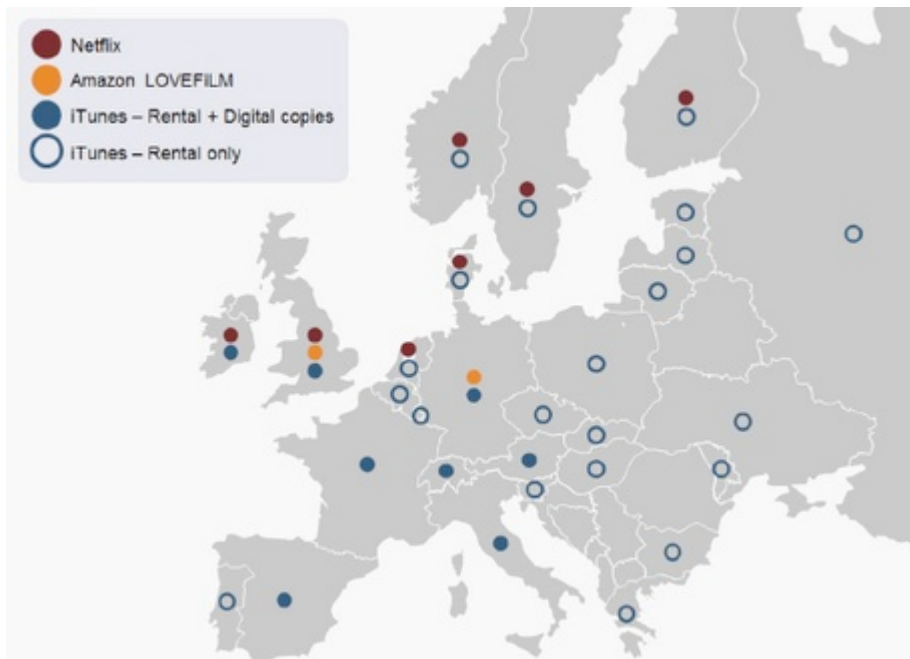 Netflix
Amazon LOVEFiLM
iTunes – Rental + Digital copies
iTunes – Rental only